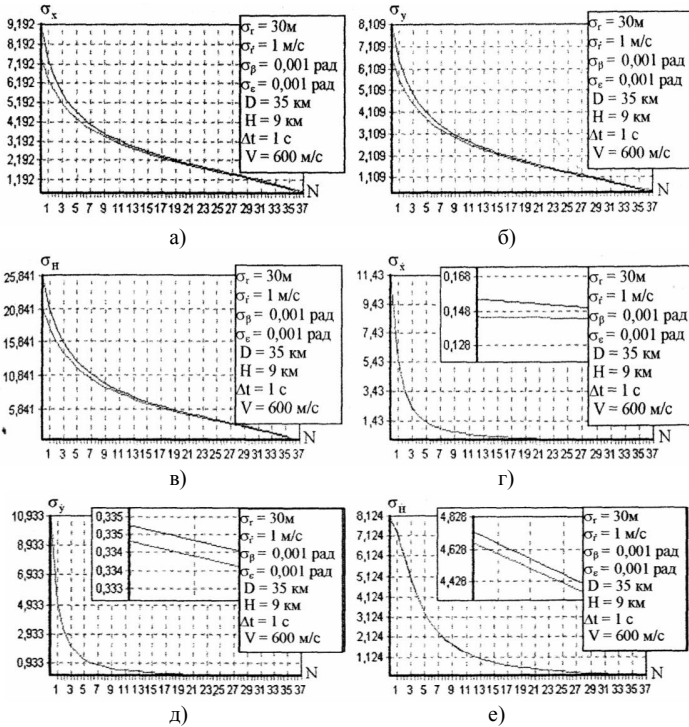 σx
9,192
8,192
7,192
6,192
5,192
4,192
3,192
2,192
1,192
σr = 30м
σṙ = 1 м/с
σβ = 0,001 рад
σε = 0,001 рад
D = 35 км
H = 9 км
Δt = 1 с
V = 600 м/с
N
1 3 5 7 9 11 13 15 17 19 21 23 25 27 29 31 33 35 37
а)
σy
8,109
7,109
6,109
5,109
4,109
3,109
2,109
1,109
σr = 30м
σṙ = 1 м/с
σβ = 0,001 рад
σε = 0,001 рад
D = 35 км
H = 9 км
Δt = 1 с
V = 600 м/с
N
1 3 5 7 9 11 13 15 17 19 21 23 25 27 29 31 33 35 37
б)
σH
25,841
20,841
15,841
10,841
5,841
σr = 30м
σṙ = 1 м/с
σβ = 0,001 рад
σε = 0,001 рад
D = 35 км
H = 9 км
Δt = 1 с
V = 600 м/с
N
1 3 5 7 9 11 13 15 17 19 21 23 25 27 29 31 33 35 37
в)
σẋ
11,43
9,43
7,43
5,43
3,43
1,43
0,168
0,148
0,128
σr = 30м
σṙ = 1 м/с
σβ = 0,001 рад
σε = 0,001 рад
D = 35 км
H = 9 км
Δt = 1 с
V = 600 м/с
N
1 3 5 7 9 11 13 15 17 19 21 23 25 27 29 31 33 35 37
г)
σẏ
10,933
8,933
6,933
4,933
2,933
0,933
0,335
0,335
0,334
0,334
0,333
σr = 30м
σṙ = 1 м/с
σβ = 0,001 рад
σε = 0,001 рад
D = 35 км
H = 9 км
Δt = 1 с
V = 600 м/с
N
1 3 5 7 9 11 13 15 17 19 21 23 25 27 29 31 33 35 37
д)
σḢ
8,124
7,124
6,124
5,124
4,124
3,124
2,124
1,124
4,828
4,628
4,428
σr = 30м
σṙ = 1 м/с
σβ = 0,001 рад
σε = 0,001 рад
D = 35 км
H = 9 км
Δt = 1 с
V = 600 м/с
N
1 3 5 7 9 11 13 15 17 19 21 23 25 27 29 31 33 35 37
е)